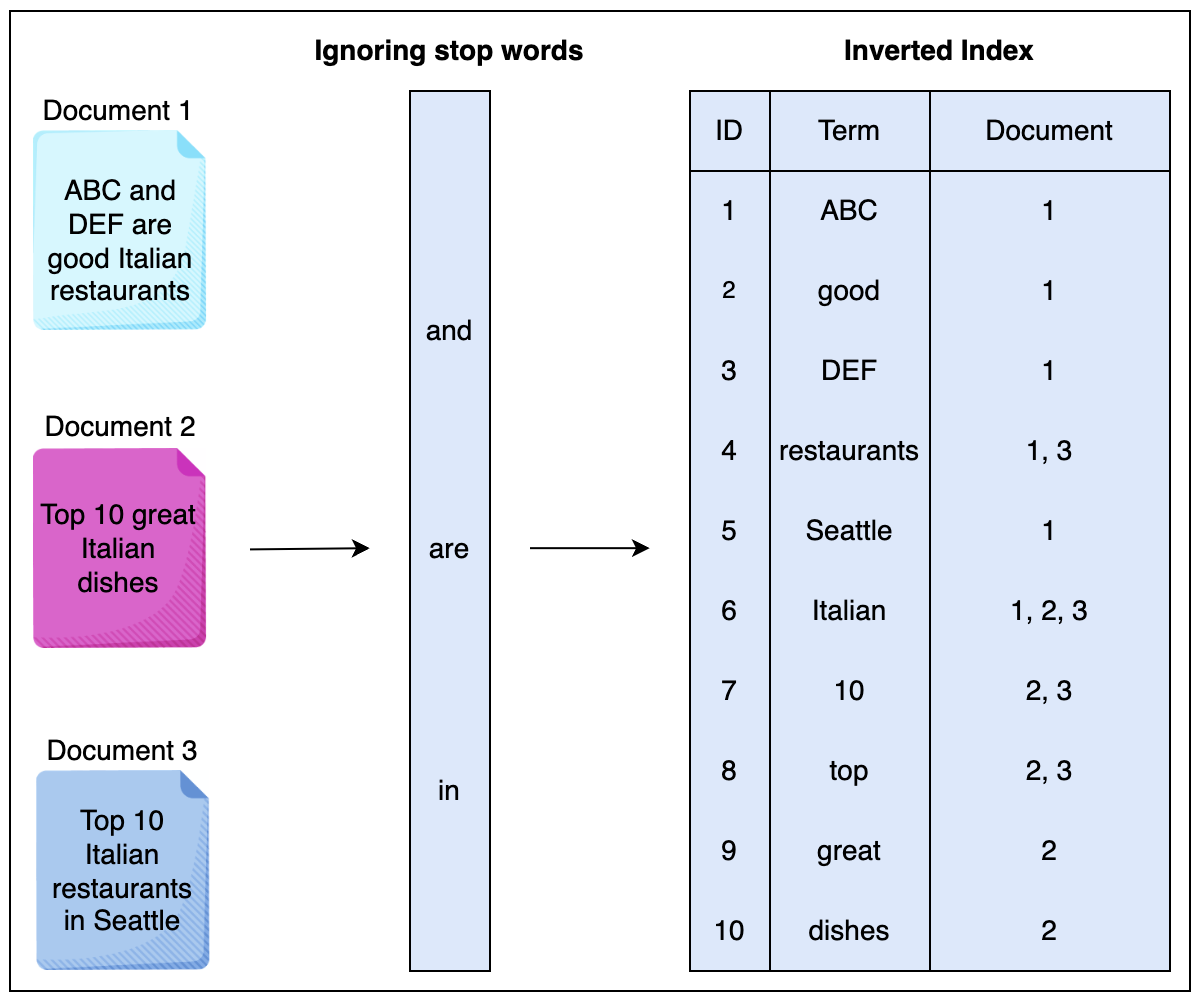 Ignoring stop words
Inverted Index
Document 1
ABC and
DEF are
good Italian
restaurants
Document 2
Top 10 great
Italian
dishes
Document 3
Top 10
Italian
restaurants
in Seattle
and
are
in
ID Term Document
1 ABC 1
2 good 1
3 DEF 1
4 restaurants 1, 3
5 Seattle 1
6 Italian 1, 2, 3
7 10 2, 3
8 top 2, 3
9 great 2
10 dishes 2